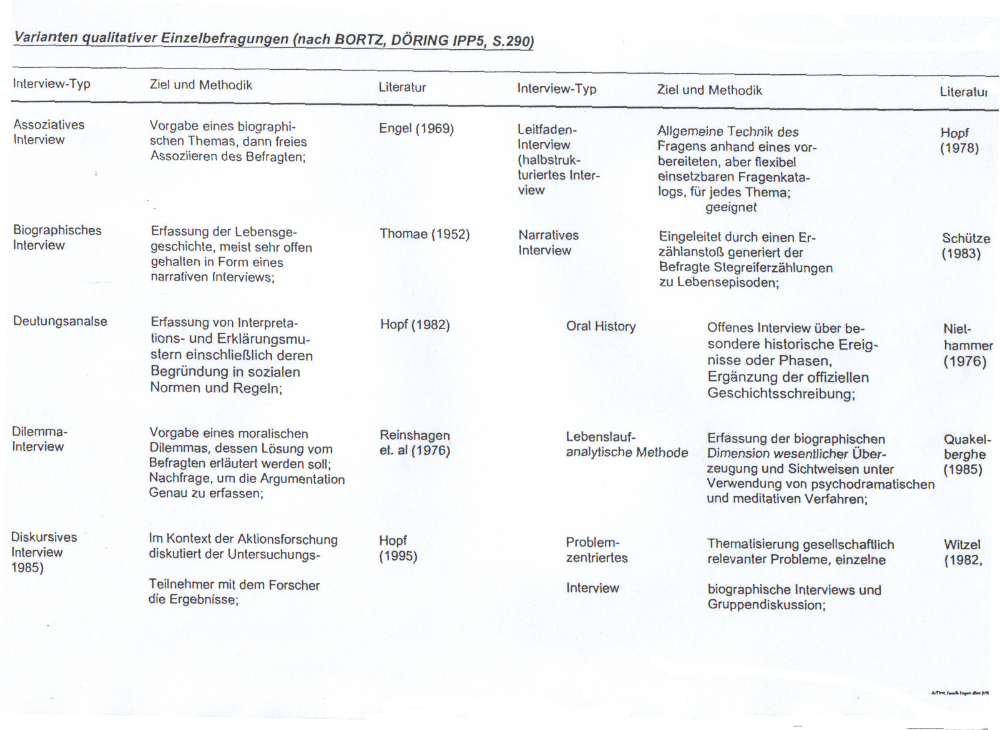 Varianten qualitativer Einzelbefragungen (nach BORTZ, DÖRING IPP5, S.290)
Interview-Typ Ziel und Methodik Literatur Interview-Typ Ziel und Methodik Literatur
Assoziatives
Interview
Vorgabe eines biographi-
schen Themas, dann freies
Assoziieren des Befragten;
Engel (1969)
Leitfaden-
Interview
(halbstruk-
turiertes Inter-
view
Allgemeine Technik des
Fragens anhand eines vor-
bereiteten, aber flexibel
einsetzbaren Fragenkata-
logs, für jedes Thema;
geeignet
Hopf
(1978)
Biographisches
Interview
Erfassung der Lebensge-
geschichte, meist sehr offen
gehalten in Form eines
narrativen Interviews;
Thomae (1952)
Narratives
Interview
Eingeleitet durch einen Er-
zählanstoß generiert der
Befragte Stegreiferzählungen
zu Lebensepisoden;
Schütze
(1983)
Deutungsanalse
Erfassung von Interpreta-
tions- und Erklärungsmu-
stern einschließlich deren
Begründung in sozialen
Normen und Regeln;
Hopf (1982)
Oral History
Offenes Interview über be-
sondere historische Ereig-
nisse oder Phasen,
Ergänzung der offiziellen
Geschichtsschreibung;
Niet-
hammer
(1976)
Dilemma-
Interview
Vorgabe eines moralischen
Dilemmas, dessen Lösung vom
Befragten erläutert werden soll;
Nachfrage, um die Argumentation
Genau zu erfassen;
Reinshagen
et. al (1976)
Lebenslauf-
analytische Methode
Erfassung der biographischen
Dimension wesentlicher Über-
zeugung und Sichtweisen unter
Verwendung von psychodramatischen
und meditativen Verfahren;
Quakel-
berghe
(1985)
Diskursives
Interview
1985)
Im Kontext der Aktionsforschung
diskutiert der Untersuchungs-
Teilnehmer mit dem Forscher
die Ergebnisse;
Hopf
(1995)
Problem-
zentriertes
Interview
Thematisierung gesellschaftlich
relevanter Probleme, einzelne
biographische Interviews und
Gruppendiskussion;
Witzel
(1982,